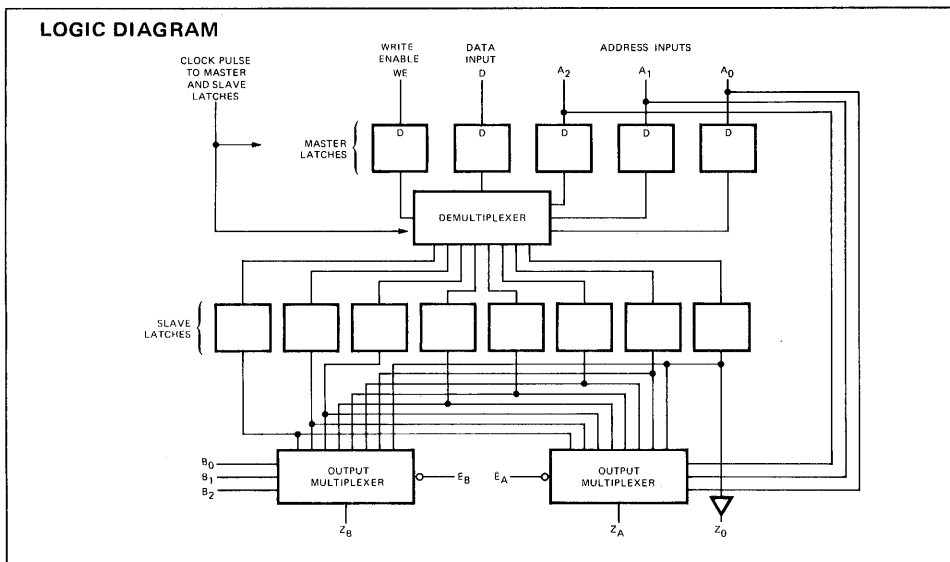 LOGIC DIAGRAM
WRITE
ENABLE
WE
DATA
INPUT
D
ADDRESS INPUTS
A2
A1
A0
CLOCK PULSE
TO MASTER
AND SLAVE
LATCHES
MASTER
LATCHES
D
D
D
D
D
DEMULTIPLEXER
SLAVE
LATCHES
B0
B1
B2
OUTPUT
MULTIPLEXER
EB
EA
OUTPUT
MULTIPLEXER
ZB
ZA
Z0